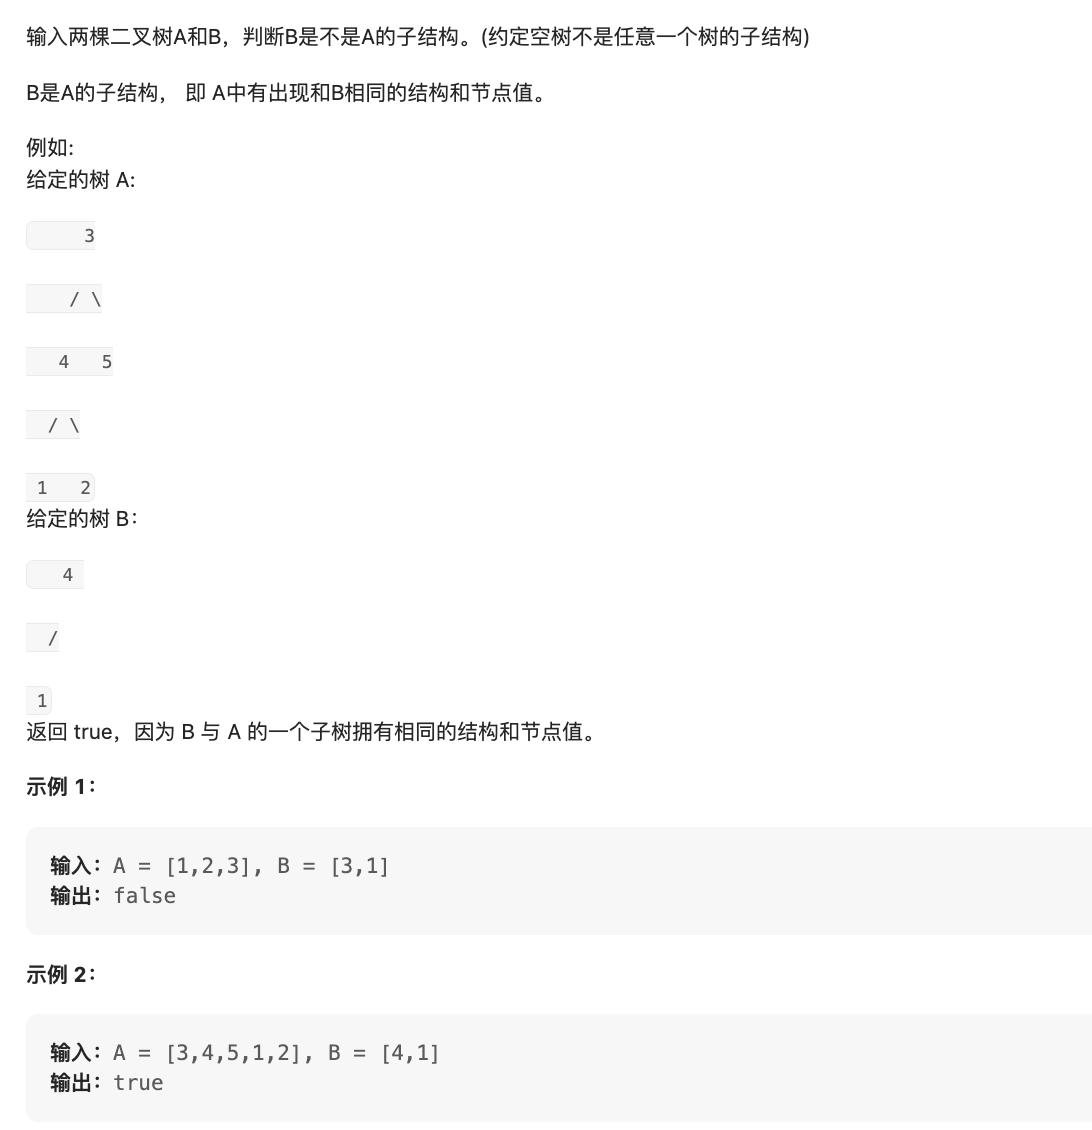 输入两棵二叉树A和B，判断B是不是A的子结构。(约定空树不是任意一个树的子结构)
B是A的子结构， 即 A中有出现和B相同的结构和节点值。
例如:
给定的树 A:
3
/ \
4   5
/ \
1   2
给定的树 B：
4
/
1
返回 true，因为 B 与 A 的一个子树拥有相同的结构和节点值。
示例 1：
输入：A = [1,2,3], B = [3,1]
输出：false
示例 2：
输入：A = [3,4,5,1,2], B = [4,1]
输出：true